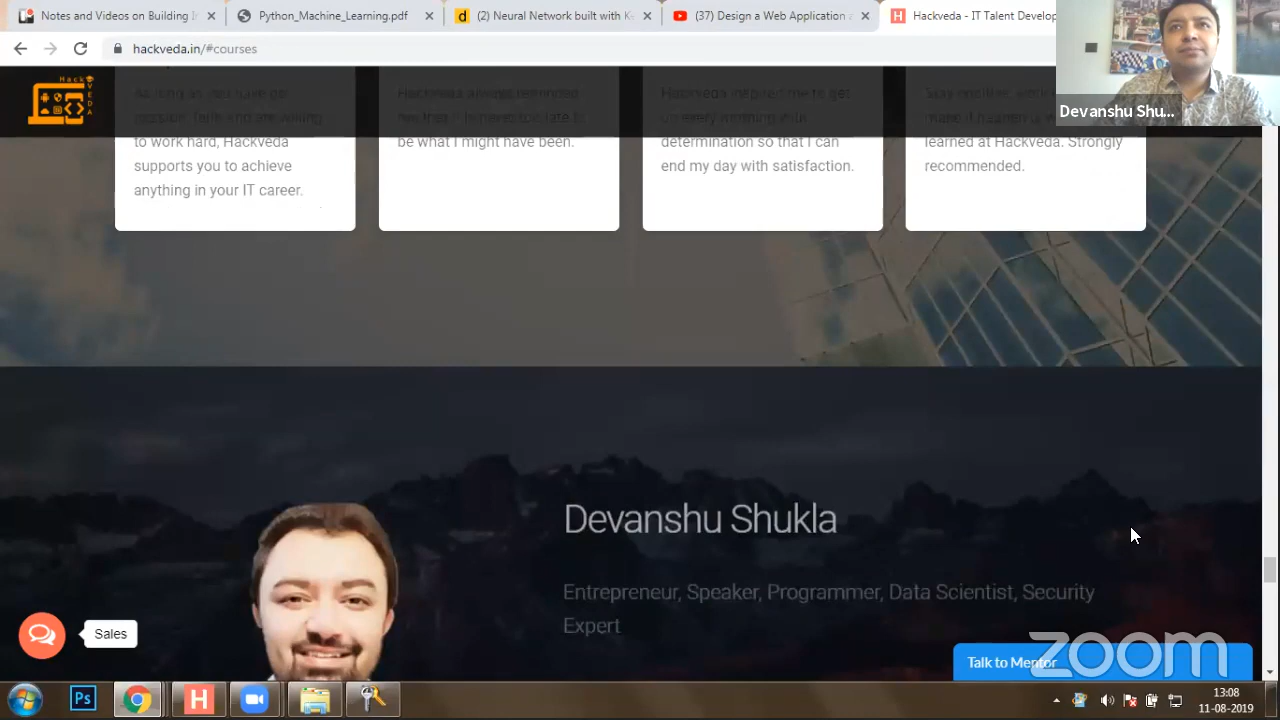 Notes and Videos on Building I
Python_Machine_Learning.pdf
(2) Neural Network built with Ke
(37) Design a Web Application a
Hackveda - IT Talent Develop
hackveda.in/#courses
Devanshu Shu...
Hack
VEDA
to work hard, Hackveda
supports you to achieve
anything in your IT career.
be what I might have been.
determination so that I can
end my day with satisfaction.
learned at Hackveda. Strongly
recommended.
Devanshu Shukla
Entrepreneur, Speaker, Programmer, Data Scientist, Security
Expert
Sales
Talk to Mentor
zoom
Ps
H
13:08
11-08-2019